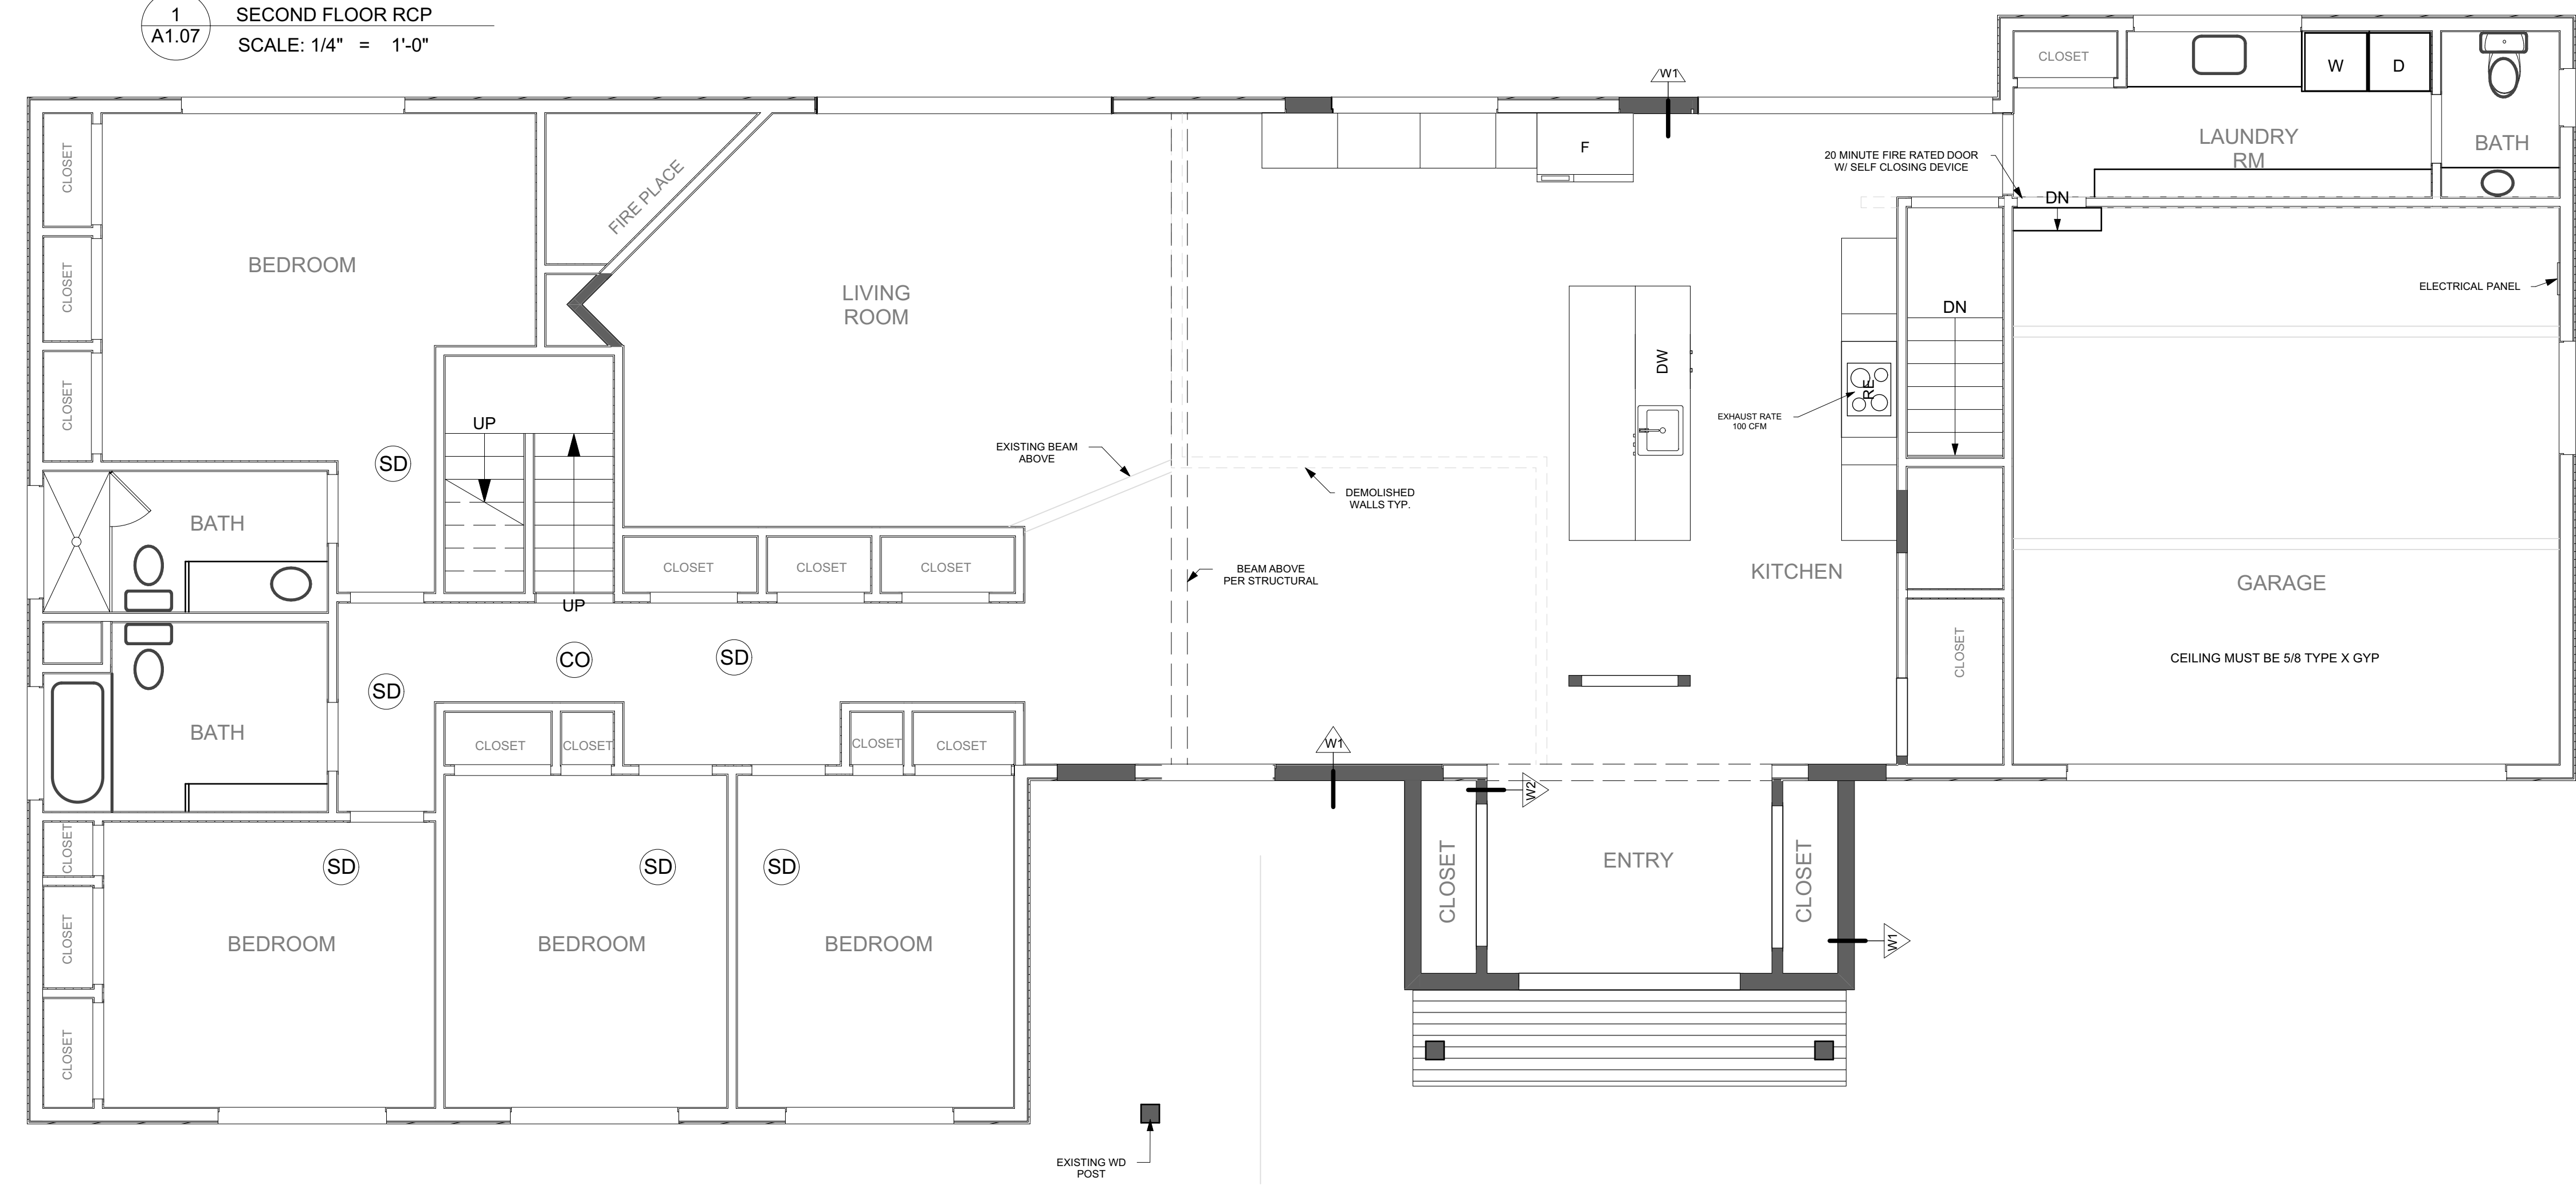 1
A1.07
SECOND FLOOR RCP
SCALE: 1/4" = 1'-0"
W1
CLOSET
W
D
LAUNDRY
RM
BATH
20 MINUTE FIRE RATED DOOR
W/ SELF CLOSING DEVICE
DN
F
CLOSET
FIRE PLACE
BEDROOM
CLOSET
LIVING
ROOM
ELECTRICAL PANEL
DN
DW
RE
EXHAUST RATE
100 CFM
CLOSET
UP
SD
EXISTING BEAM
ABOVE
DEMOLISHED
WALLS TYP.
BATH
CLOSET
CLOSET
CLOSET
BEAM ABOVE
PER STRUCTURAL
KITCHEN
GARAGE
UP
CO
SD
SD
CLOSET
CEILING MUST BE 5/8 TYPE X GYP
BATH
CLOSET
CLOSET
CLOSET
CLOSET
W1
W2
CLOSET
SD
SD
SD
CLOSET
ENTRY
CLOSET
CLOSET
BEDROOM
BEDROOM
BEDROOM
W1
CLOSET
EXISTING WD
POST